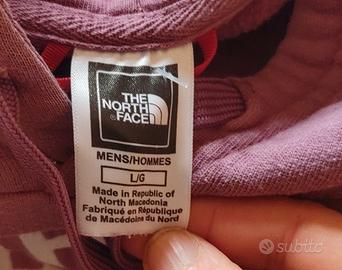 THE
NORTH
FACE
MENS/HOMMES
L/G
Made in Republic of
North Macedonia
Fabriqué en République
de Macédoine du Nord
subito